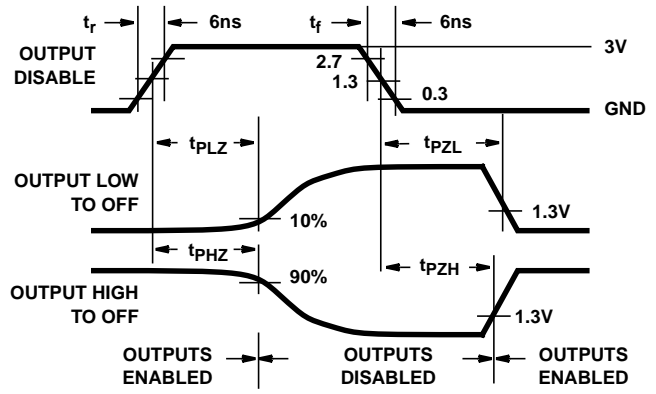 tr 6ns tf 6ns
OUTPUT
DISABLE
2.7
1.3
0.3
3V
GND
tPLZ tPZL
OUTPUT LOW
TO OFF
10%
1.3V
tPHZ tPZH
OUTPUT HIGH
TO OFF
90%
1.3V
OUTPUTS
ENABLED
OUTPUTS
DISABLED
OUTPUTS
ENABLED